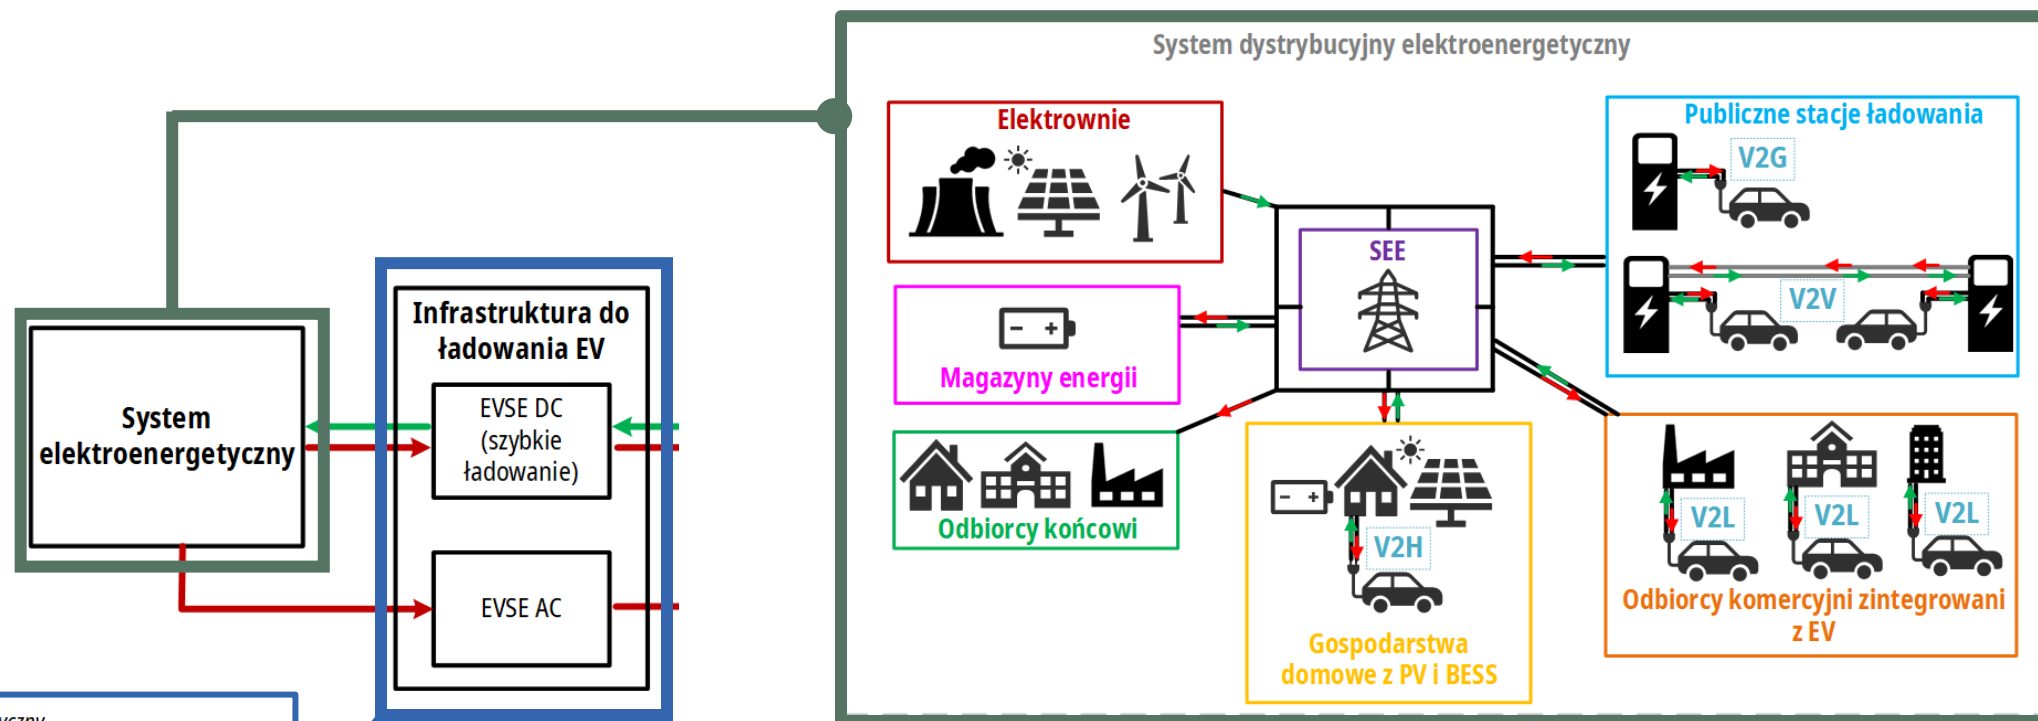 System dystrybucyjny elektroenergetyczny
Elektrownie
Publiczne stacje ładowania
V2G
V2V
SEE
Magazyny energii
Odbiorcy końcowi
V2H
Gospodarstwa
domowe z PV i BESS
V2L
V2L
V2L
Odbiorcy komercyjni zintegrowani
z EV
System
elektroenergetyczny
Infrastruktura do
ładowania EV
EVSE DC
(szybkie
ładowanie)
EVSE AC